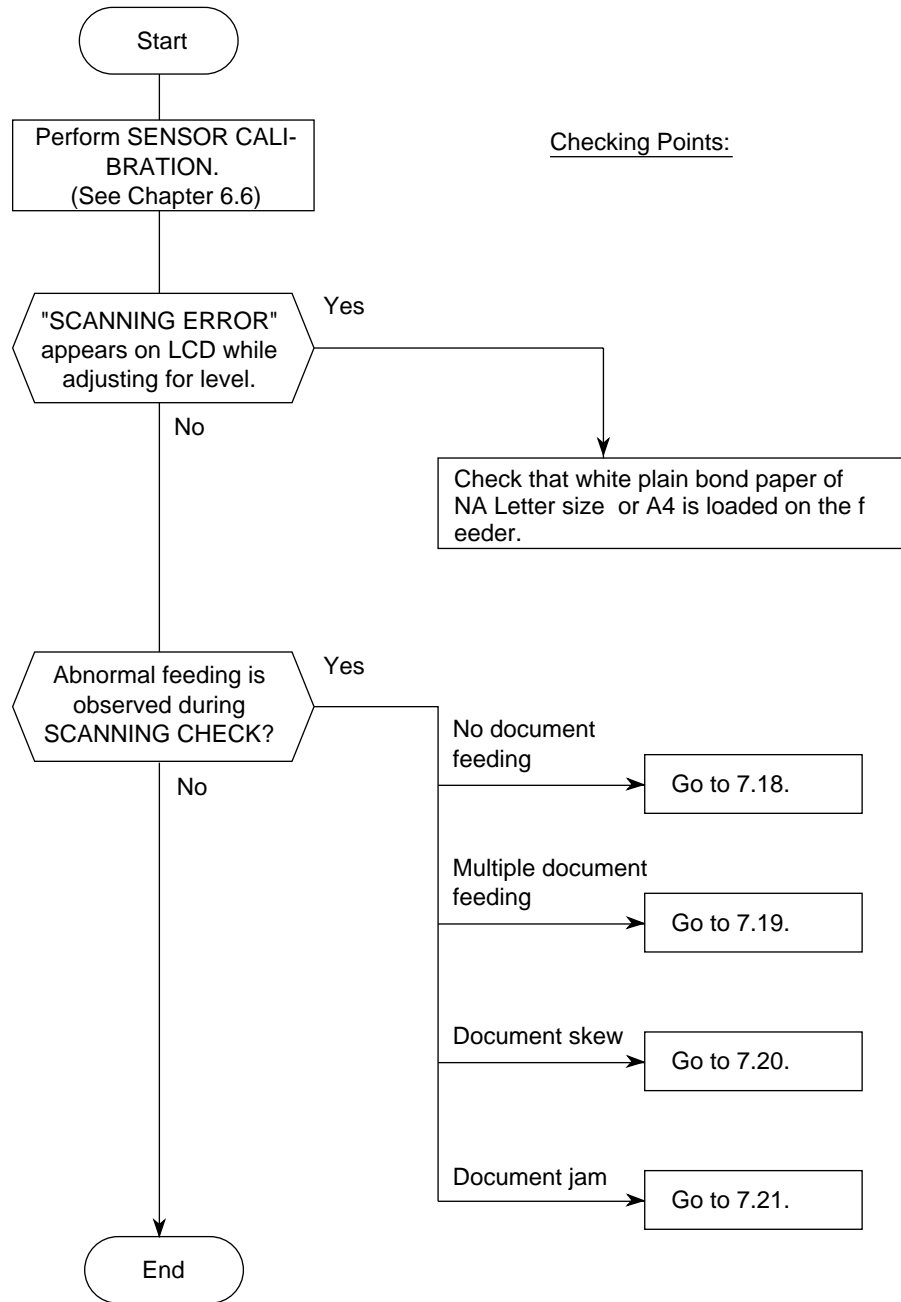 Start
Perform SENSOR CALI-
BRATION.
(See Chapter 6.6)
Checking Points:
"SCANNING ERROR"
appears on LCD while
adjusting for level.
Yes
No
Check that white plain bond paper of
NA Letter size  or A4 is loaded on the f
eeder.
Abnormal feeding is
observed during
SCANNING CHECK?
Yes
No
No document
feeding
Go to 7.18.
Multiple document
feeding
Go to 7.19.
Document skew
Go to 7.20.
Document jam
Go to 7.21.
End